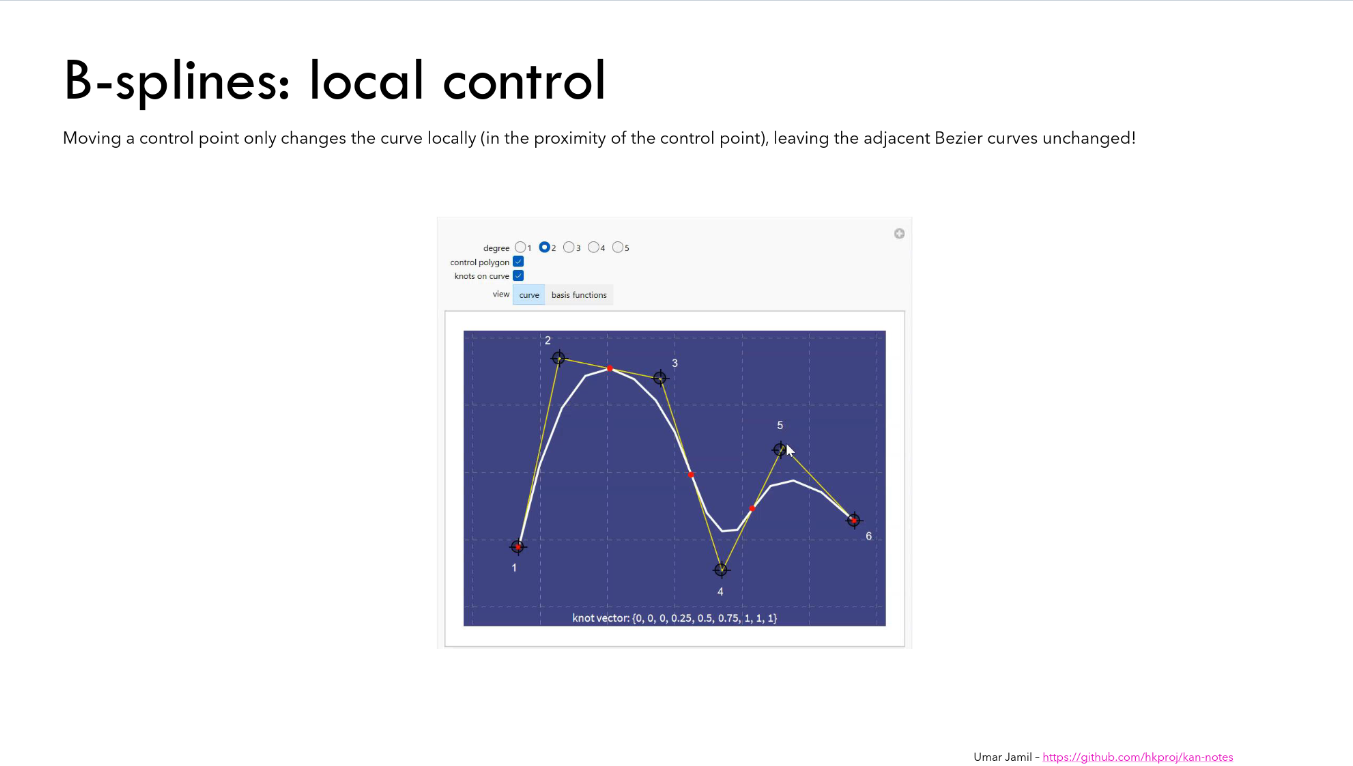 B-splines: local control
Moving a control point only changes the curve locally (in the proximity of the control point), leaving the adjacent Bezier curves unchanged!
degree 1 2 3 4 5
control polygon
knots on curve
view curve basis functions
2
3
5
6
1
4
knot vector: {0, 0, 0, 0.25, 0.5, 0.75, 1, 1, 1}
Umar Jamil – https://github.com/hkproj/kan-notes